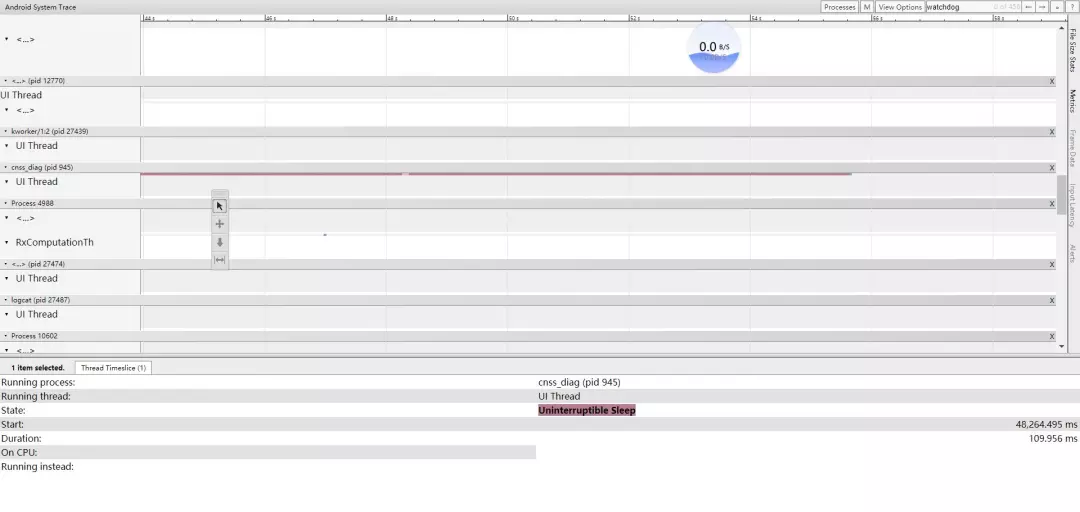 Android System Trace Processes M View Options watchdog 0 of 458 ← → » ?
44 s 46 s 48 s 50 s 52 s 54 s 56 s 58 s
<...>
0.0 B/S
<...> (pid 12770) X
UI Thread
<...>
kworker/1:2 (pid 27439) X
UI Thread
cnss_diag (pid 945) X
UI Thread
Process 4988 X
<...>
RxComputationTh
<...> (pid 27474) X
UI Thread
logcat (pid 27487) X
UI Thread
Process 10602 X
<...>
File Size Stats
Metrics
Frame Data
Input Latency
Alerts
1 item selected. Thread Timeslice (1)
Running process: cnss_diag (pid 945)
Running thread: UI Thread
State: Uninterruptible Sleep
Start: 48,264.495 ms
Duration: 109.956 ms
On CPU:
Running instead: